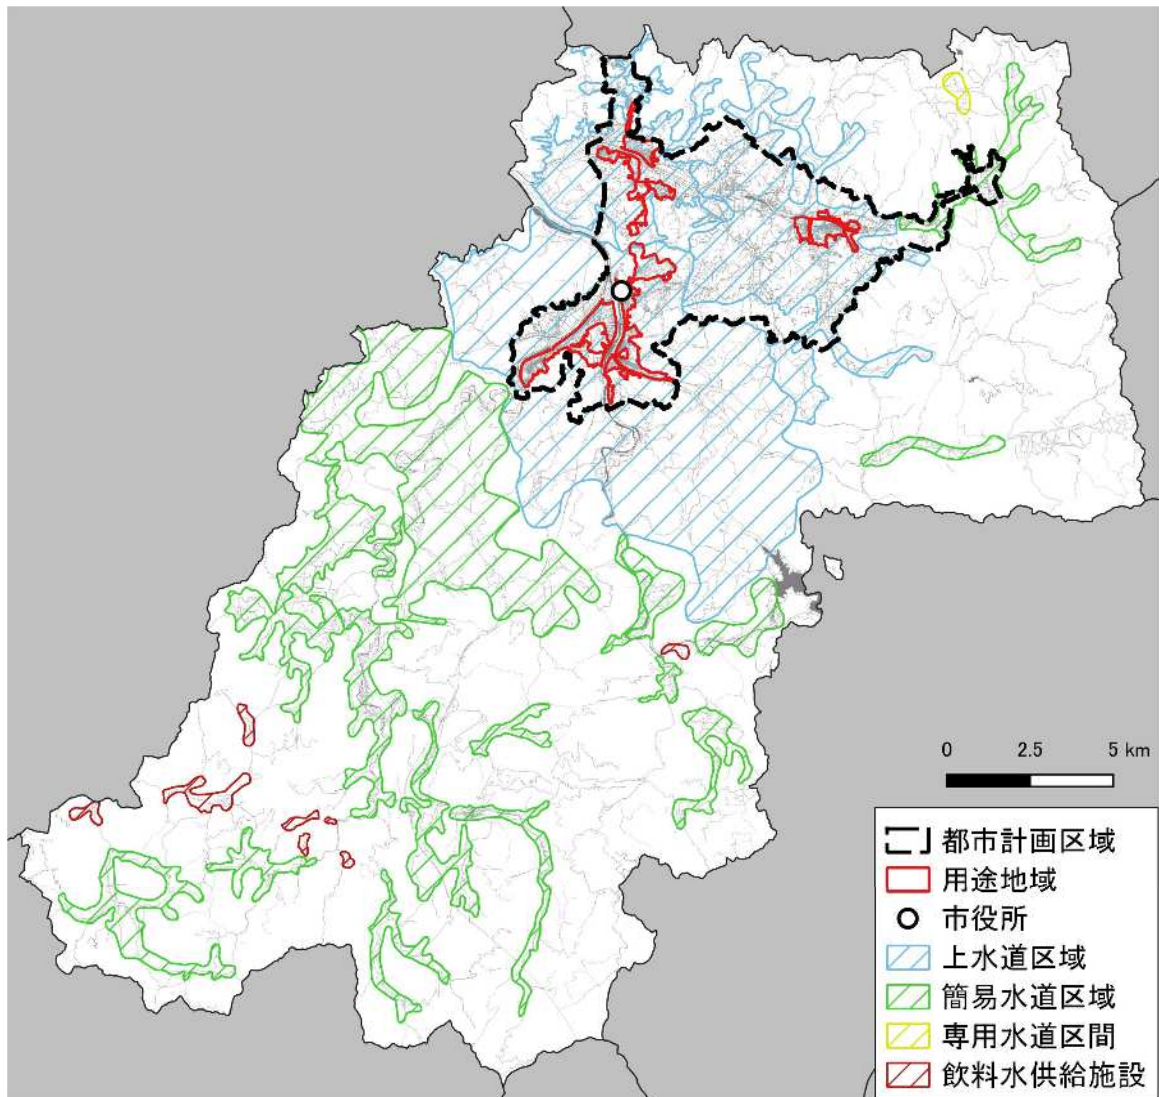 0 2.5 5 km
都市計画区域
用途地域
市役所
上水道区域
簡易水道区域
専用水道区間
飲料水供給施設